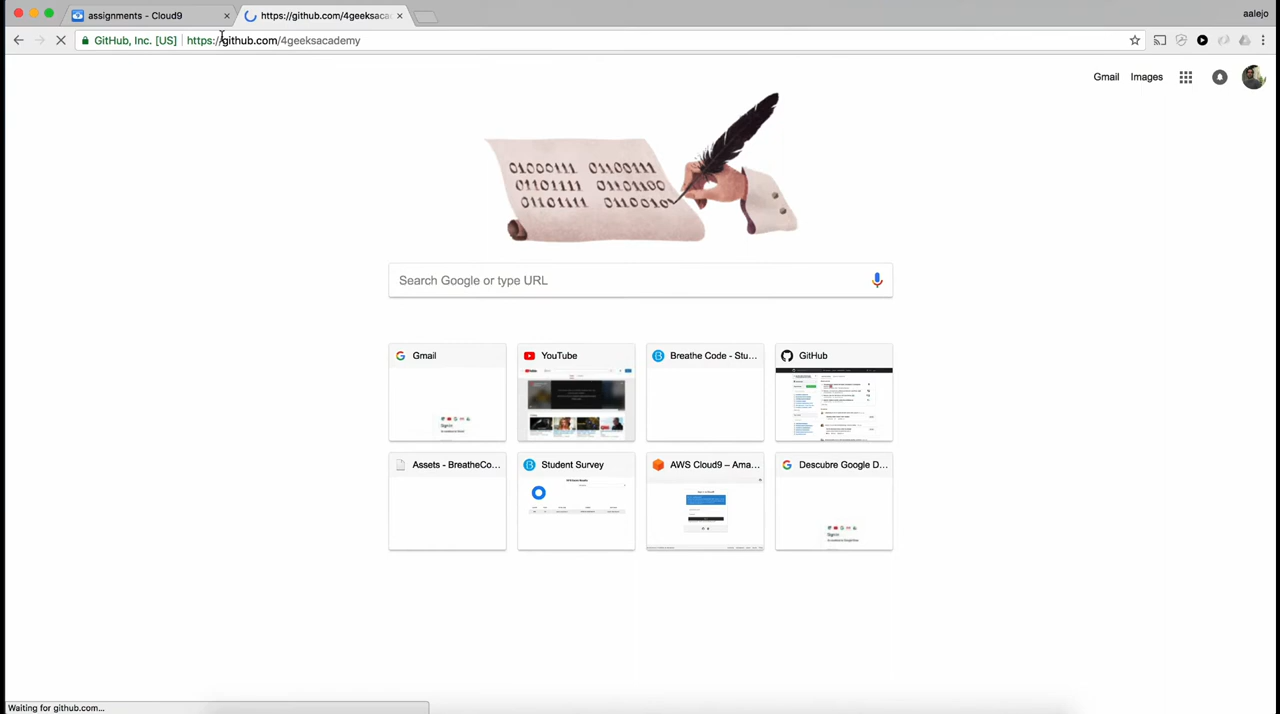 assignments - Cloud9
https://github.com/4geeksaca
aalejo
GitHub, Inc. [US]
https://github.com/4geeksacademy
Gmail
Images
01000111 01100111
01101111 01101100
01101111 0110010
Search Google or type URL
Gmail
YouTube
Breathe Code - Stu...
GitHub
Assets - BreatheCo...
Student Survey
AWS Cloud9 – Ama...
Descubre Google D...
Waiting for github.com...